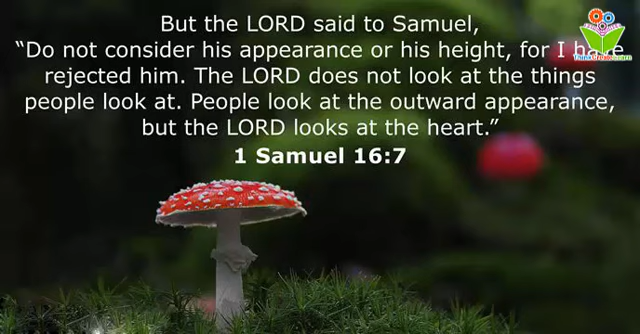 But the LORD said to Samuel,
“Do not consider his appearance or his height, for I have
rejected him. The LORD does not look at the things
people look at. People look at the outward appearance,
but the LORD looks at the heart.”
1 Samuel 16:7